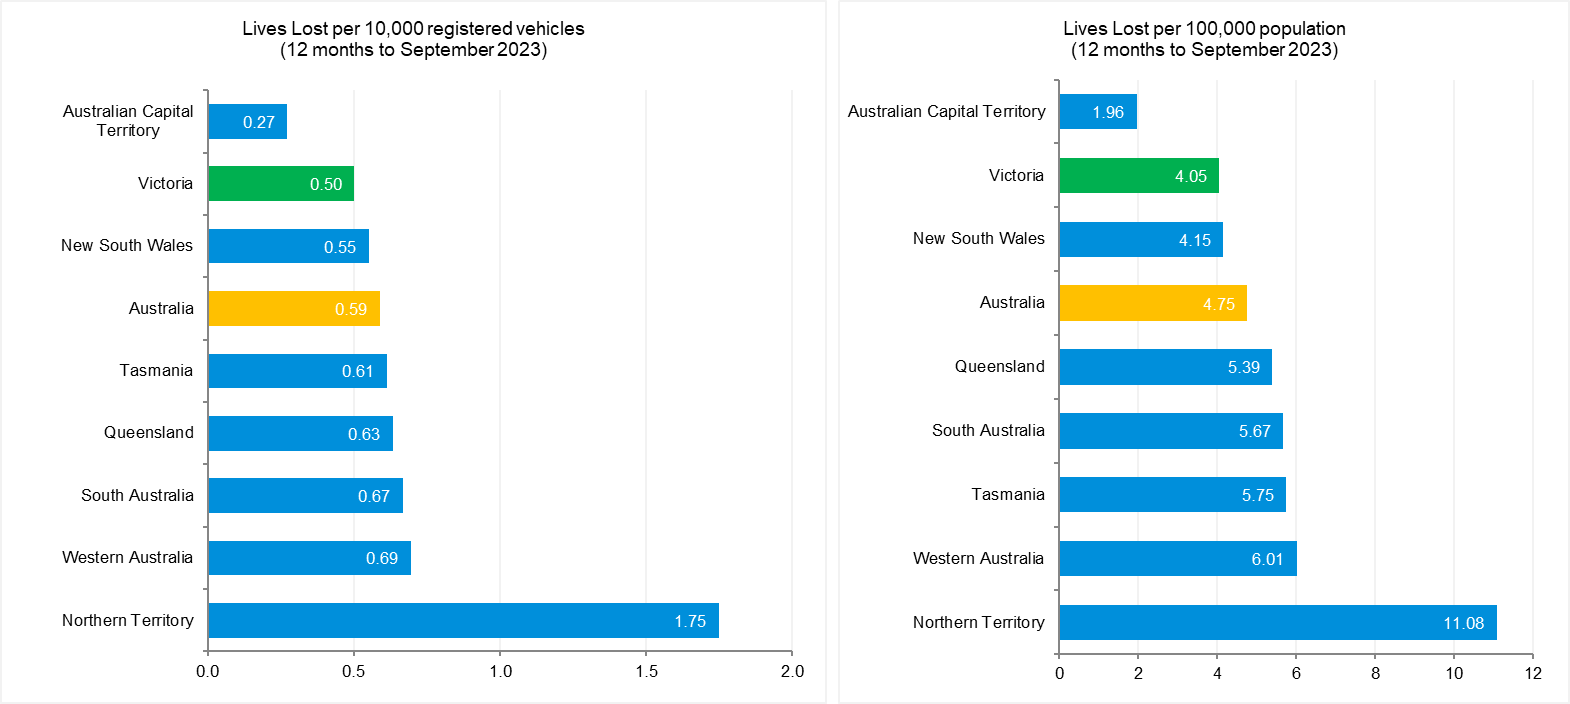 Lives Lost per 10,000 registered vehicles
(12 months to September 2023)
Australian Capital
Territory
0.27
Victoria
0.50
New South Wales
0.55
Australia
0.59
Tasmania
0.61
Queensland
0.63
South Australia
0.67
Western Australia
0.69
Northern Territory
1.75
0.0 0.5 1.0 1.5 2.0
Lives Lost per 100,000 population
(12 months to September 2023)
Australian Capital Territory
1.96
Victoria
4.05
New South Wales
4.15
Australia
4.75
Queensland
5.39
South Australia
5.67
Tasmania
5.75
Western Australia
6.01
Northern Territory
11.08
0 2 4 6 8 10 12